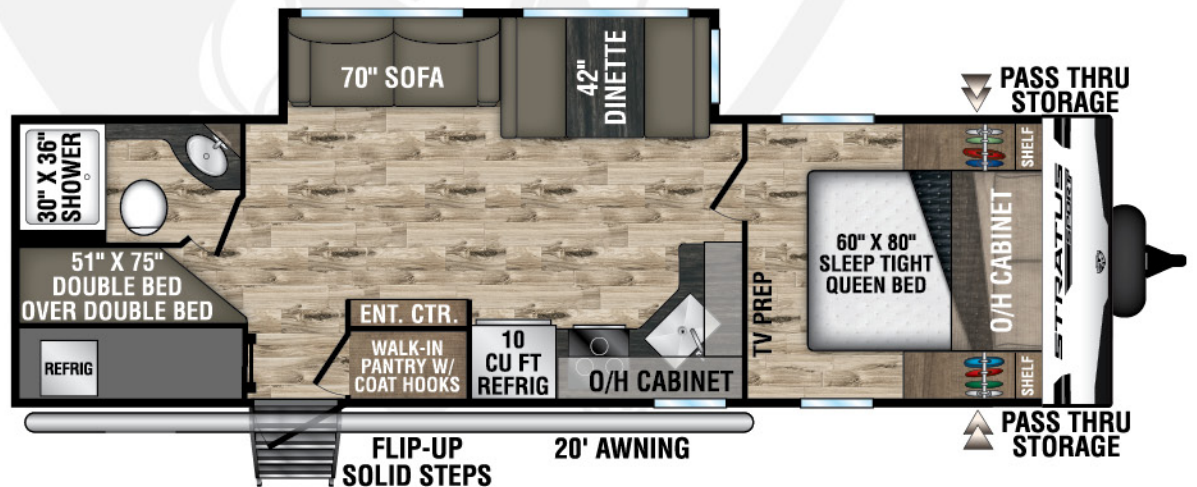 PASS THRU
STORAGE
70" SOFA
42"
DINETTE
30" X 36"
SHOWER
SHELF
51" X 75"
DOUBLE BED
OVER DOUBLE BED
60" X 80"
SLEEP TIGHT
QUEEN BED
O/H CABINET
STRATUS
SPORT
TV PREP
ENT. CTR.
WALK-IN
PANTRY W/
COAT HOOKS
10
CU FT
REFRIG
O/H CABINET
REFRIG
SHELF
FLIP-UP
SOLID STEPS
20' AWNING
PASS THRU
STORAGE